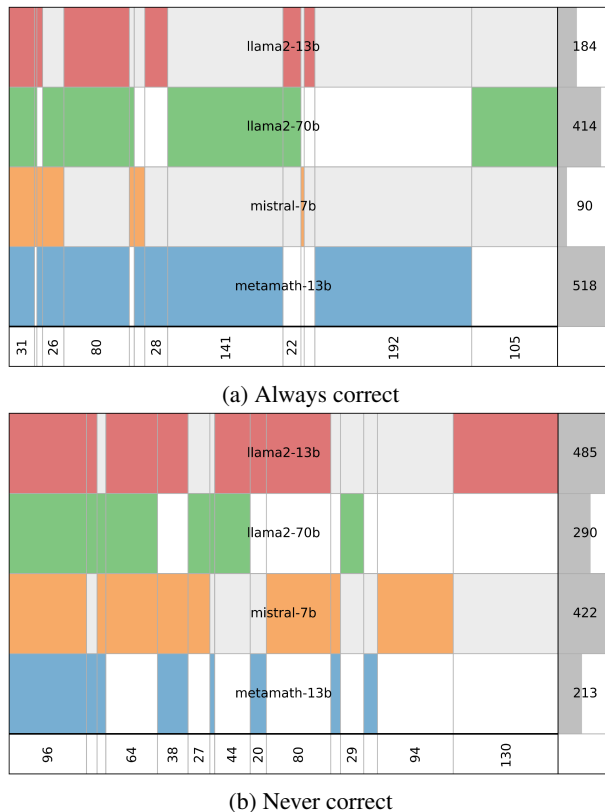 llama2-13b 184
llama2-70b 414
mistral-7b 90
metamath-13b 518
31 26 80 28 141 22 192 105
(a) Always correct
llama2-13b 485
llama2-70b 290
mistral-7b 422
metamath-13b 213
96 64 38 27 44 20 80 29 94 130
(b) Never correct